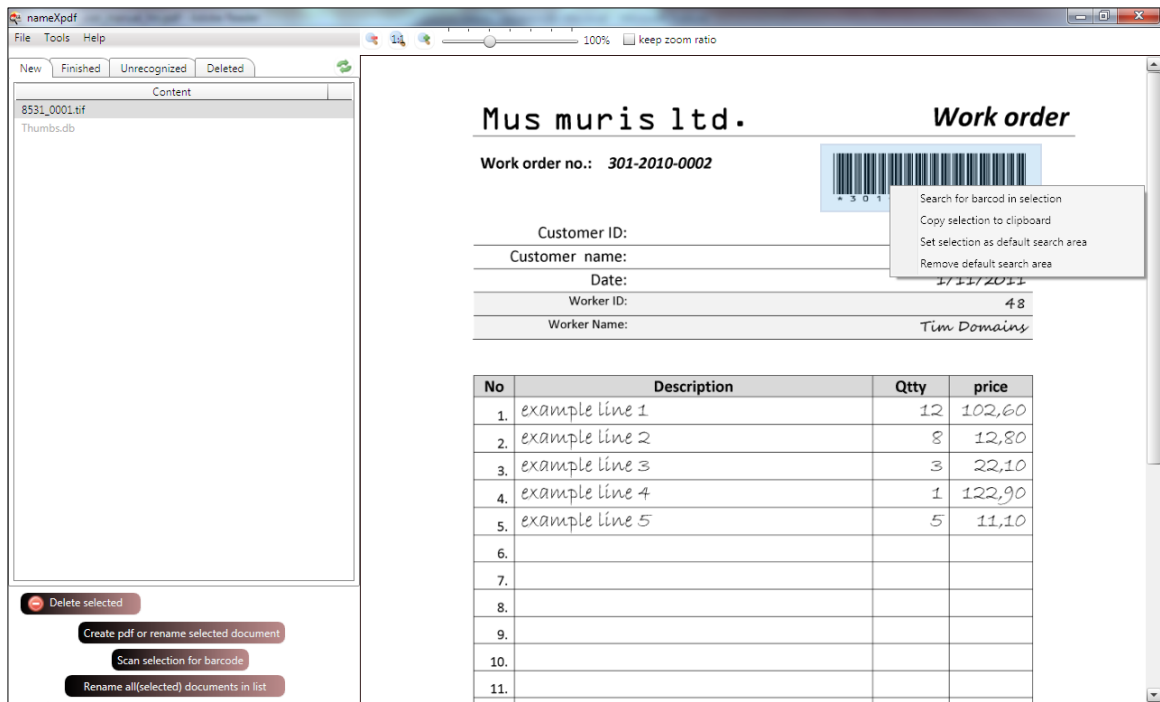 nameXpdf
File Tools Help
100% keep zoom ratio
New Finished Unrecognized Deleted
Content
8531_0001.tif
Thumbs.db
Delete selected
Create pdf or rename selected document
Scan selection for barcode
Rename all(selected) documents in list
Mus muris ltd. Work order
Work order no.: 301-2010-0002
* 3 0 1
Search for barcod in selection
Copy selection to clipboard
Set selection as default search area
Remove default search area
Customer ID:
Customer name:
Date: 1/11/2011
Worker ID: 48
Worker Name: Tim Domains
No Description Qtty price
1. example line 1 12 102,60
2. example line 2 8 12,80
3. example line 3 3 22,10
4. example line 4 1 122,90
5. example line 5 5 11,10
6.
7.
8.
9.
10.
11.